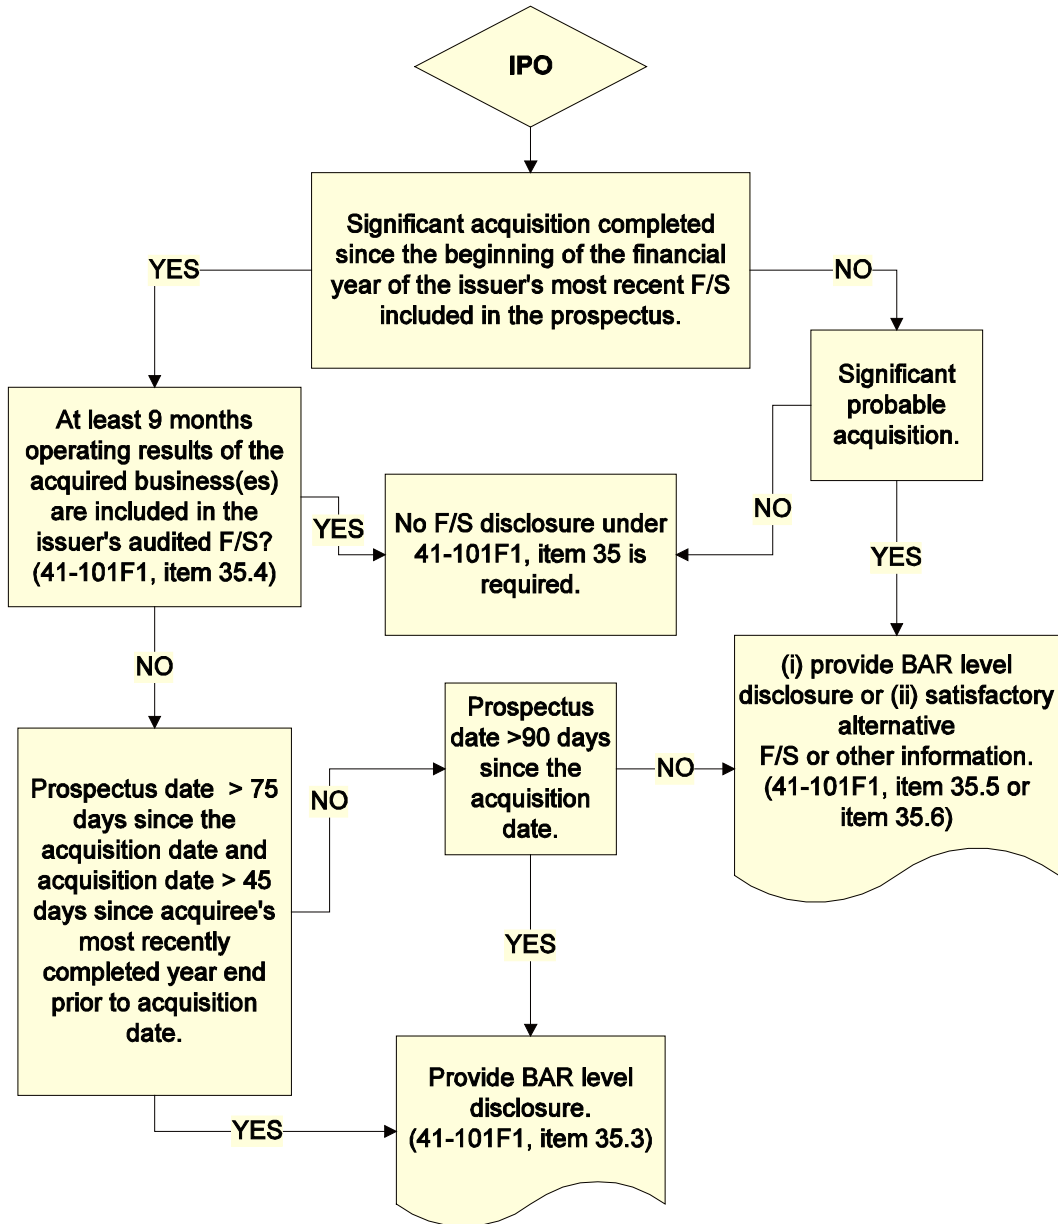 IPO
Significant acquisition completed
since the beginning of the financial
year of the issuer's most recent F/S
included in the prospectus.
YES
NO
Significant
probable
acquisition.
At least 9 months
operating results of the
acquired business(es)
are included in the
issuer's audited F/S?
(41-101F1, item 35.4)
YES
No F/S disclosure under
41-101F1, item 35 is
required.
NO
YES
NO
(i) provide BAR level
disclosure or (ii) satisfactory
alternative
F/S or other information.
(41-101F1, item 35.5 or
item 35.6)
Prospectus
date >90 days
since the
acquisition
date.
NO
Prospectus date  > 75
days since the
acquisition date and
acquisition date > 45
days since acquiree's
most recently
completed year end
prior to acquisition
date.
NO
YES
Provide BAR level
disclosure.
(41-101F1, item 35.3)
YES